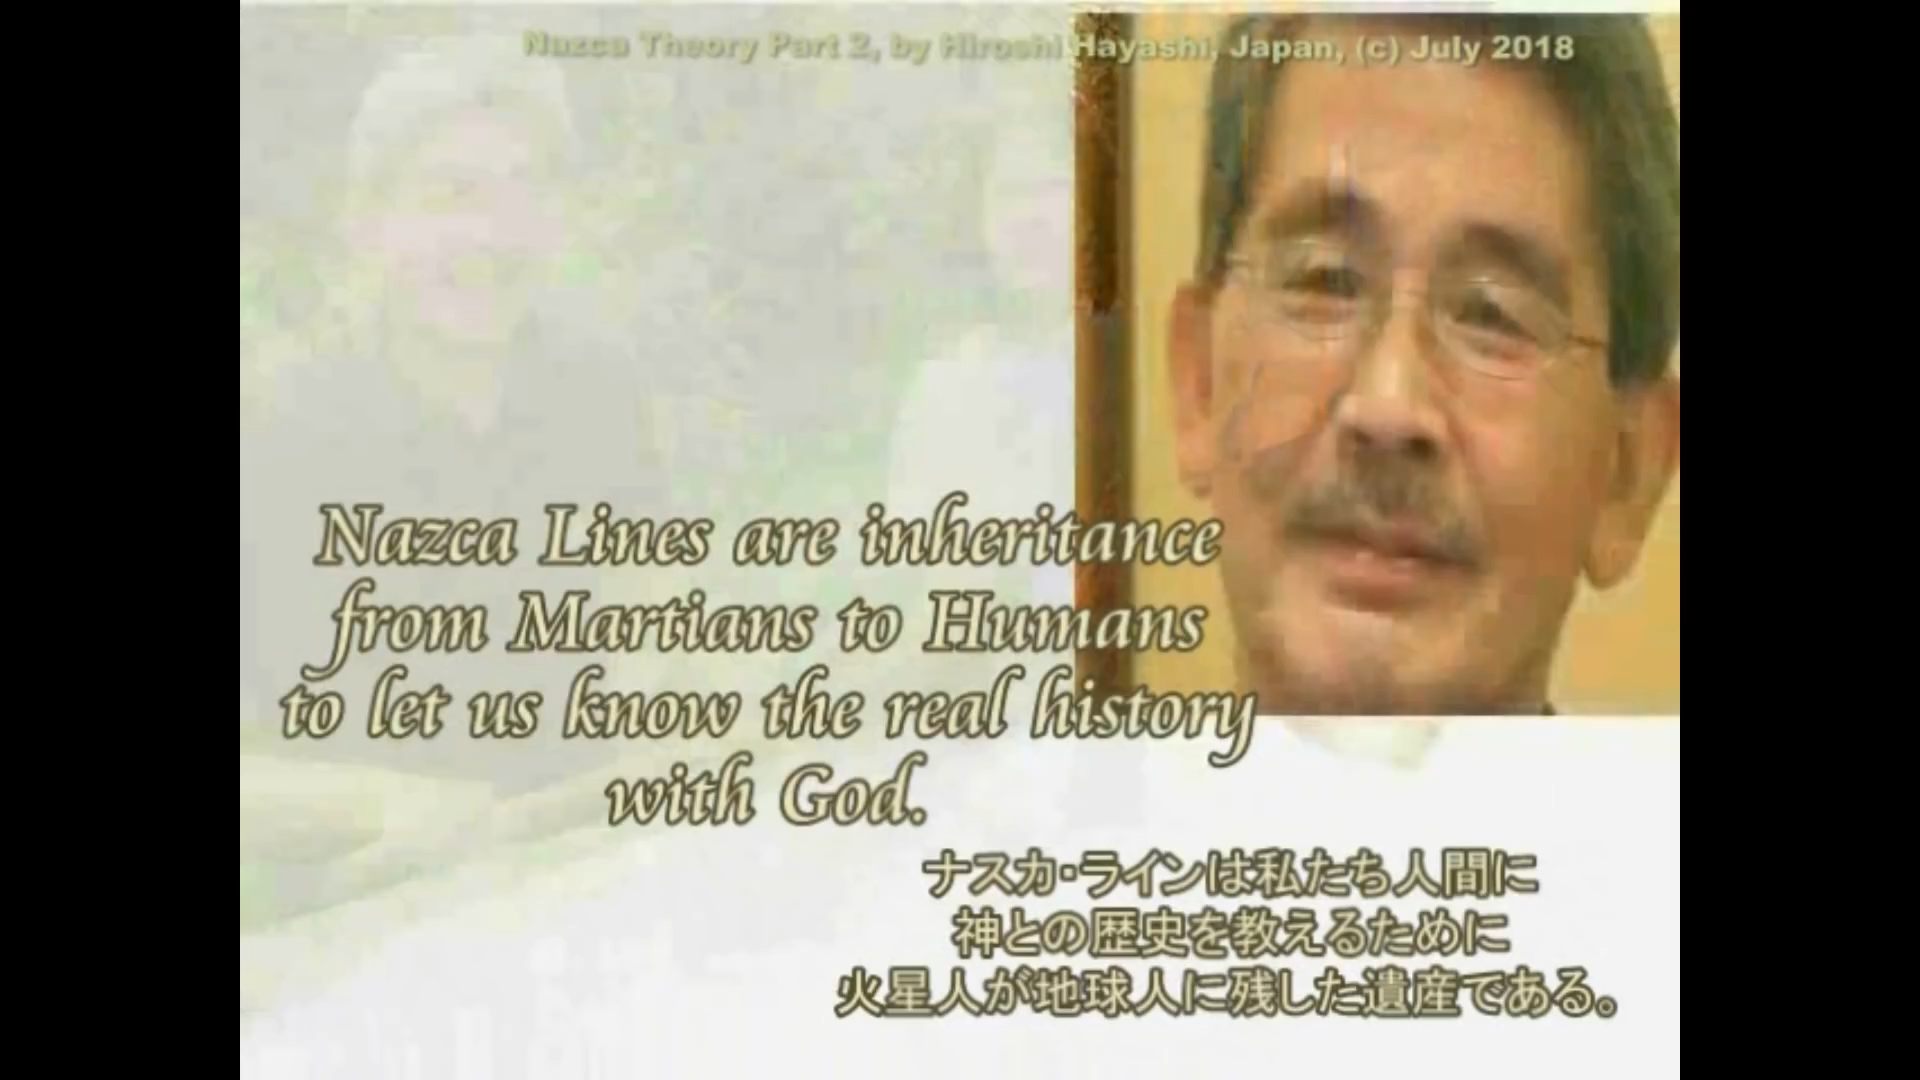 Nazca Theory Part 2, by Hiroshi Hayashi, Japan, (c) July 2018
Nazca Lines are inheritance
from Martians to Humans
to let us know the real history
with God.
ナスカ・ラインは私たち人間に
神との歴史を教えるために
火星人が地球人に残した遺産である。